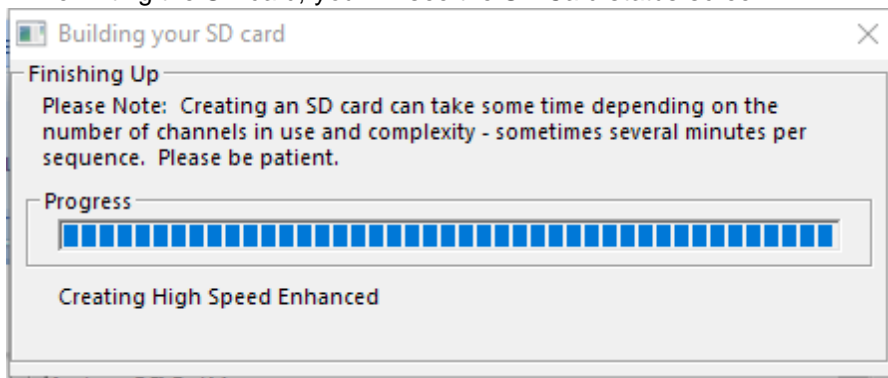 Building your SD card
Finishing Up
Please Note: Creating an SD card can take some time depending on the
number of channels in use and complexity - sometimes several minutes per
sequence. Please be patient.
Progress
Creating High Speed Enhanced